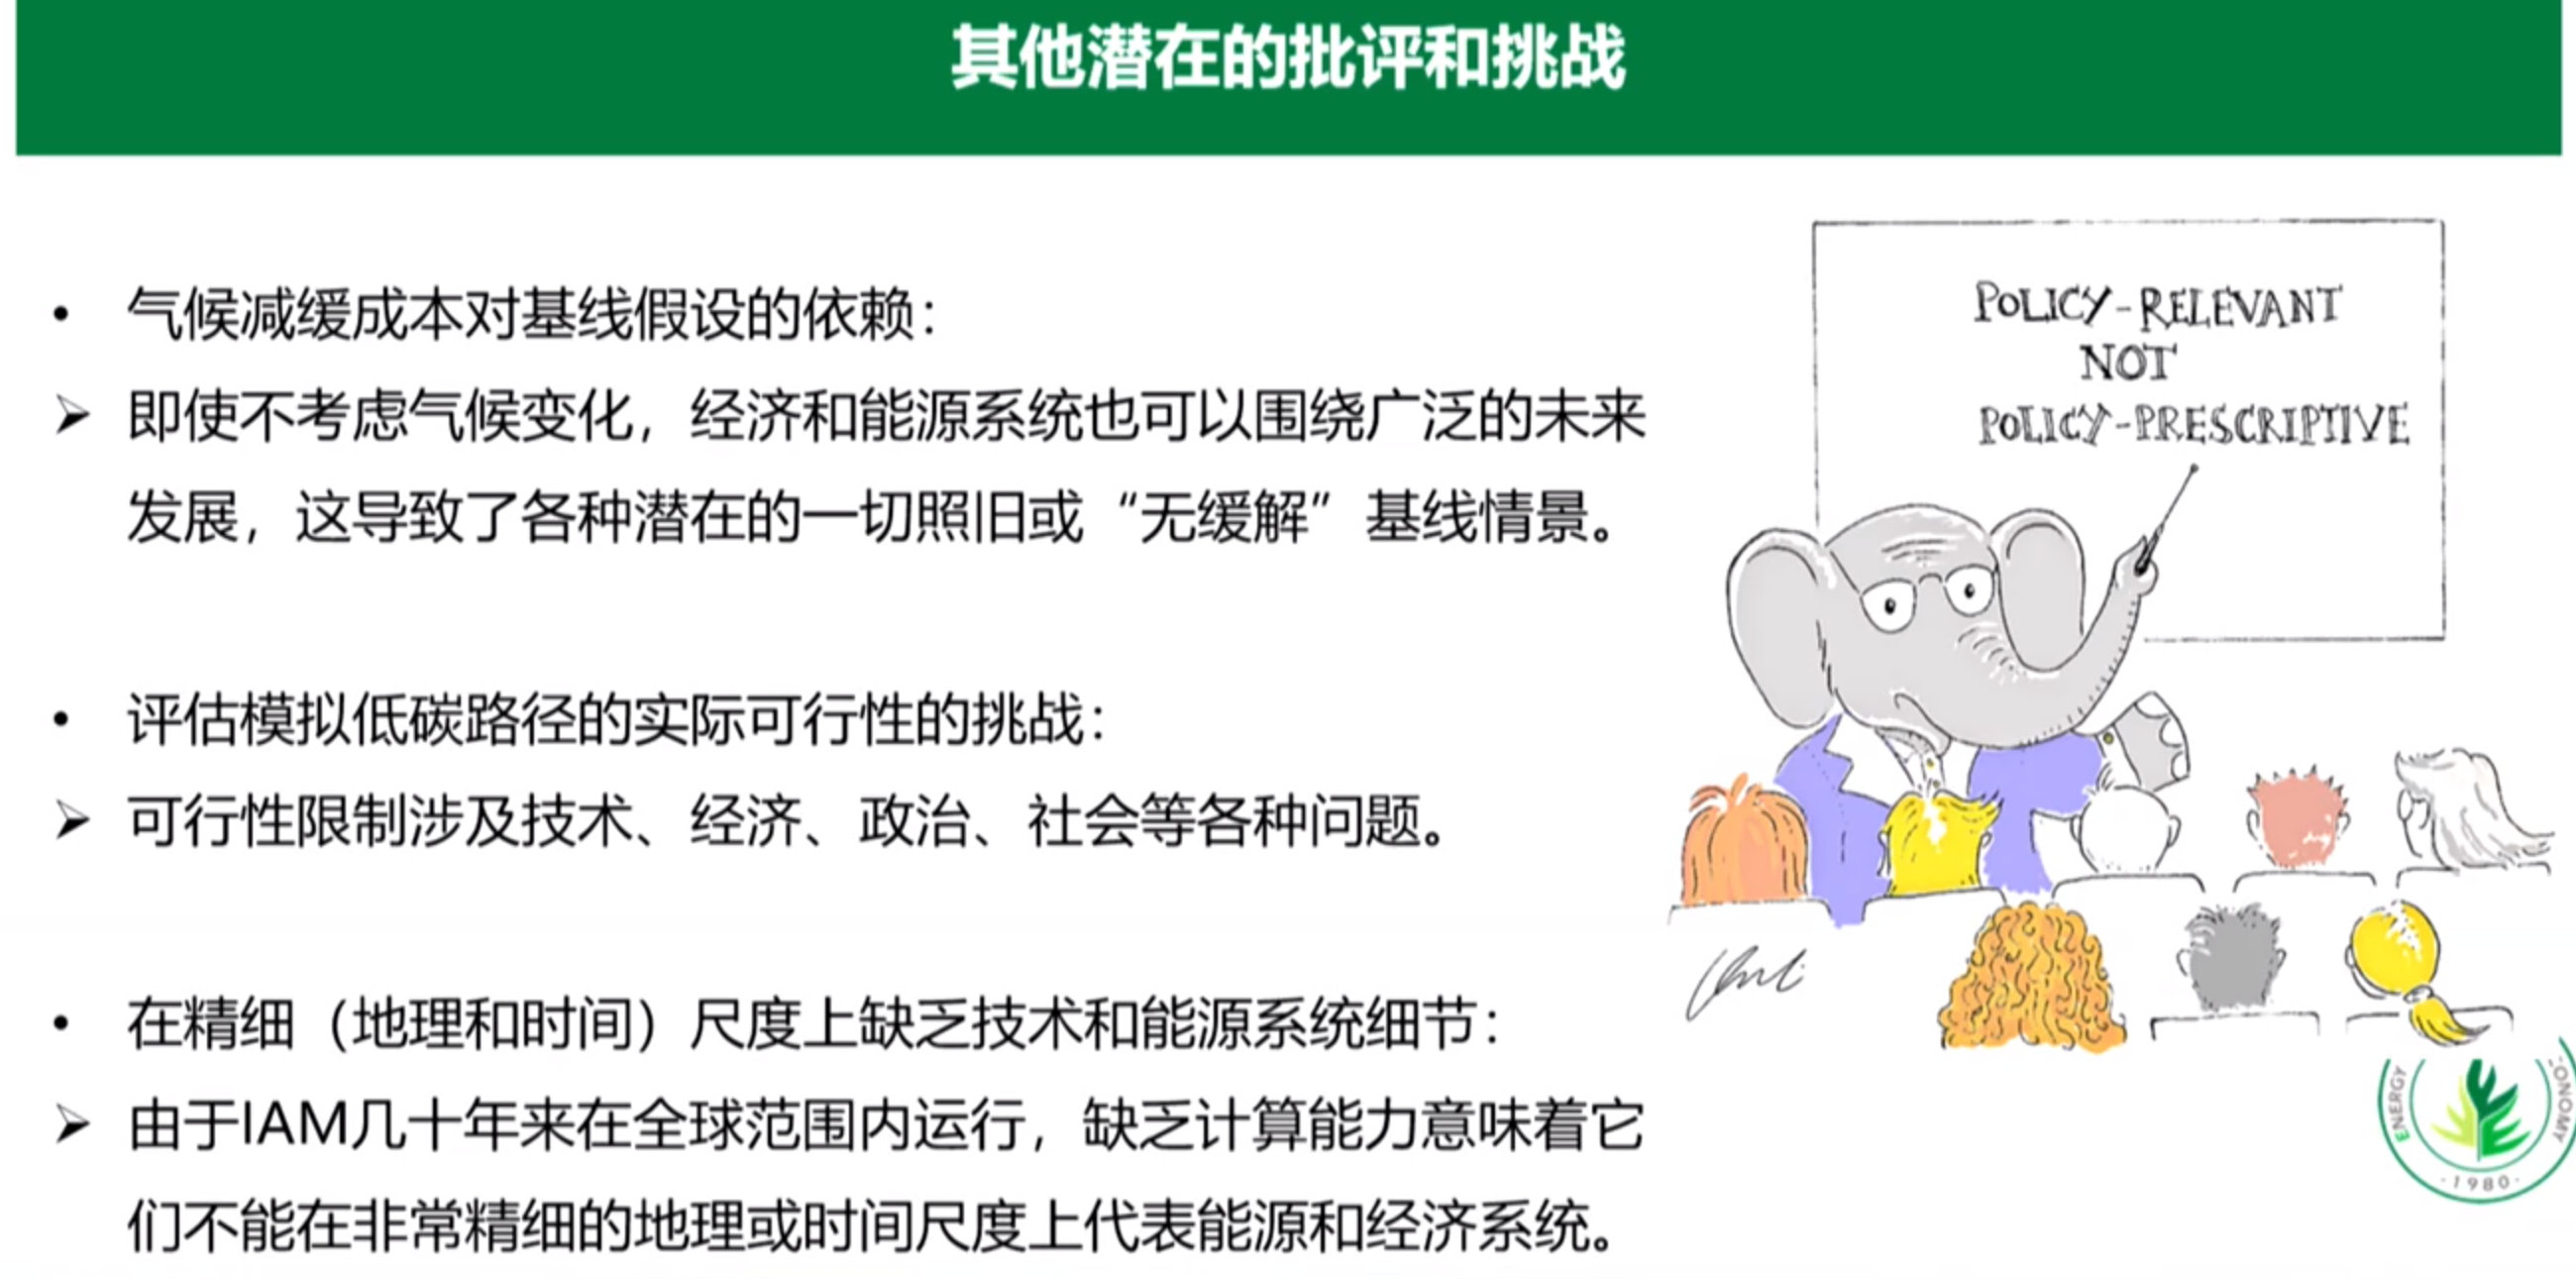 其他潜在的批评和挑战
• 气候减缓成本对基线假设的依赖：
➢ 即使不考虑气候变化，经济和能源系统也可以围绕广泛的未来
发展，这导致了各种潜在的一切照旧或“无缓解”基线情景。
• 评估模拟低碳路径的实际可行性的挑战：
➢ 可行性限制涉及技术、经济、政治、社会等各种问题。
• 在精细（地理和时间）尺度上缺乏技术和能源系统细节：
➢ 由于IAM几十年来在全球范围内运行，缺乏计算能力意味着它
们不能在非常精细的地理或时间尺度上代表能源和经济系统。
POLICY-RELEVANT
NOT
POLICY-PRESCRIPTIVE
ENERGY
ONOMY
·1980·